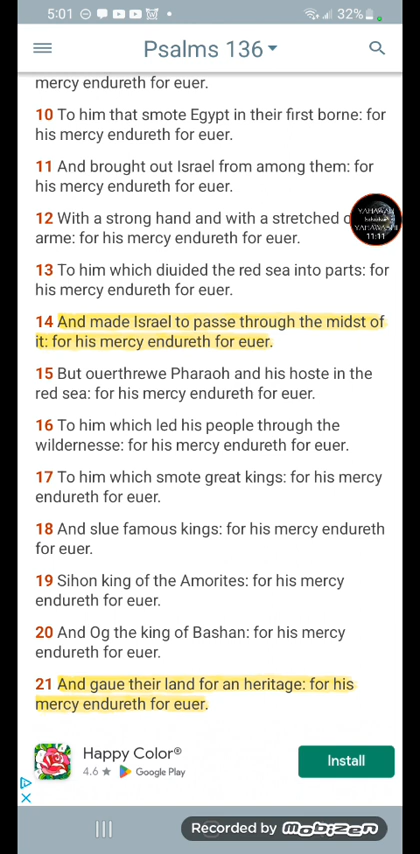 5:01 32%
Psalms 136
mercy endureth for euer.
10 To him that smote Egypt in their first borne: for
his mercy endureth for euer.
11 And brought out Israel from among them: for
his mercy endureth for euer.
12 With a strong hand and with a stretched
arme: for his mercy endureth for euer.
YAHAWAH
YAHAWASHI
11:11
13 To him which diuided the red sea into parts: for
his mercy endureth for euer.
14 And made Israel to passe through the midst of
it: for his mercy endureth for euer.
15 But ouerthrewe Pharaoh and his hoste in the
red sea: for his mercy endureth for euer.
16 To him which led his people through the
wildernesse: for his mercy endureth for euer.
17 To him which smote great kings: for his mercy
endureth for euer.
18 And slue famous kings: for his mercy endureth
for euer.
19 Sihon king of the Amorites: for his mercy
endureth for euer.
20 And Og the king of Bashan: for his mercy
endureth for euer.
21 And gaue their land for an heritage: for his
mercy endureth for euer.
Happy Color®
4.6 ★ Google Play
Install
Recorded by MOBIZEN